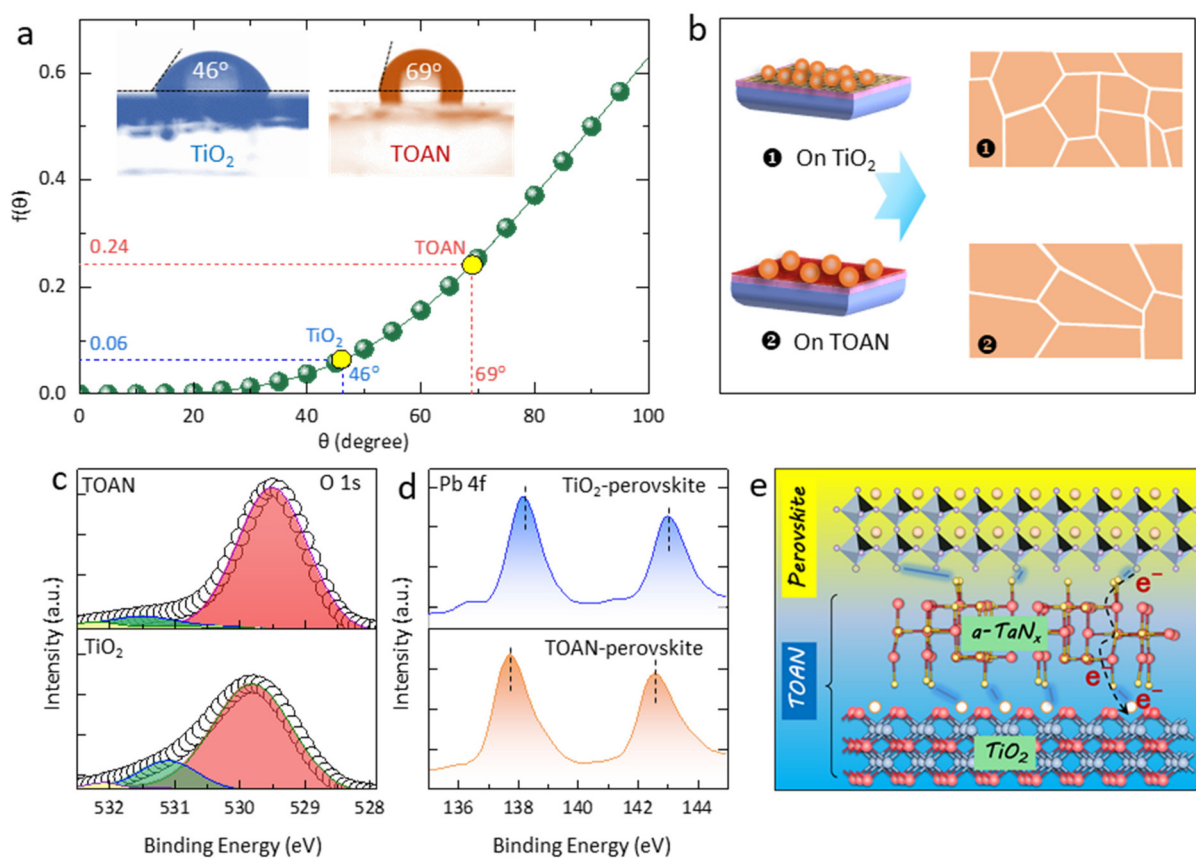 a
46°
69°
TiO₂
TOAN
0.6
0.4
0.2
0.0
f(θ)
0.24
TOAN
0.06
TiO₂
46°
69°
0 20 40 60 80 100
θ (degree)
b
❶ On TiO₂
❷ On TOAN
❶
❷
c
TOAN
O 1s
TiO₂
Intensity (a.u.)
532 531 530 529 528
Binding Energy (eV)
d
Pb 4f
TiO₂-perovskite
TOAN-perovskite
Intensity (a.u.)
136 138 140 142 144
Binding Energy (eV)
e
Perovskite
TOAN
a-TaNₓ
TiO₂
e⁻
e⁻
e⁻